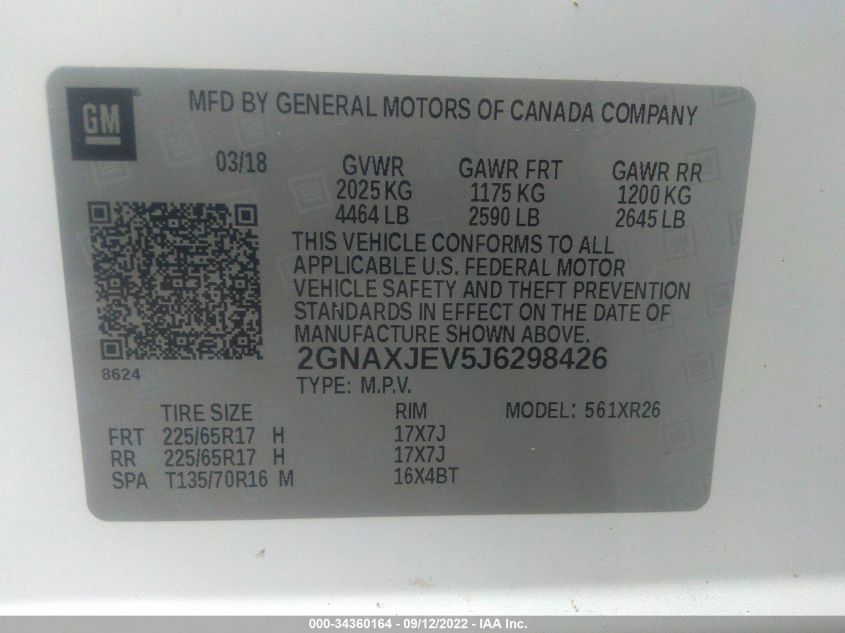 GM
MFD BY GENERAL MOTORS OF CANADA COMPANY
03/18 GVWR GAWR FRT GAWR RR
2025 KG 1175 KG 1200 KG
4464 LB 2590 LB 2645 LB
THIS VEHICLE CONFORMS TO ALL
APPLICABLE U.S. FEDERAL MOTOR
VEHICLE SAFETY AND THEFT PREVENTION
STANDARDS IN EFFECT ON THE DATE OF
MANUFACTURE SHOWN ABOVE.
2GNAXJEV5J6298426
8624
TYPE: M.P.V.
TIRE SIZE RIM MODEL: 561XR26
FRT 225/65R17 H 17X7J
RR 225/65R17 H 17X7J
SPA T135/70R16 M 16X4BT
000-34360164 - 09/12/2022 - IAA Inc.